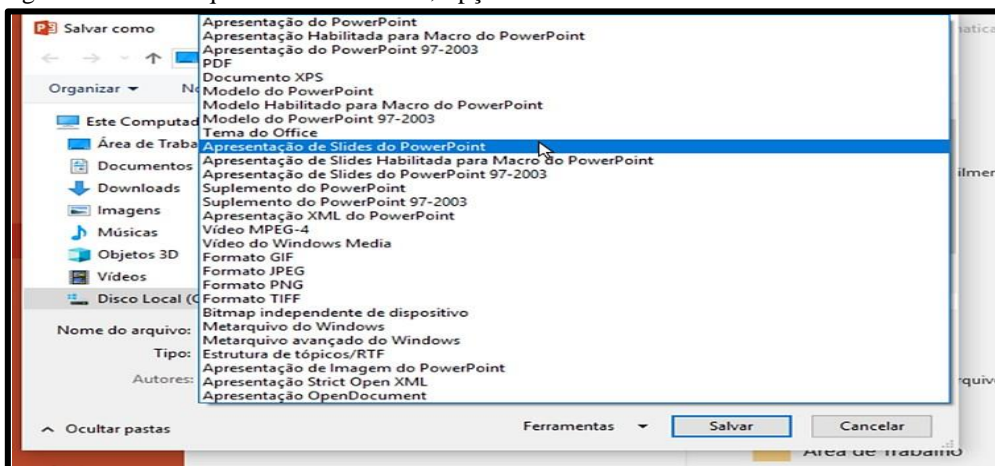 Salvar como
Organizar
Este Computad
Área de Traba
Documentos
Downloads
Imagens
Músicas
Objetos 3D
Vídeos
Disco Local (C
Nome do arquivo:
Tipo:
Autores:
Apresentação do PowerPoint
Apresentação Habilitada para Macro do PowerPoint
Apresentação do PowerPoint 97-2003
PDF
Documento XPS
Modelo do PowerPoint
Modelo Habilitado para Macro do PowerPoint
Modelo do PowerPoint 97-2003
Tema do Office
Apresentação de Slides do PowerPoint
Apresentação de Slides Habilitada para Macro do PowerPoint
Apresentação de Slides do PowerPoint 97-2003
Suplemento do PowerPoint
Suplemento do PowerPoint 97-2003
Apresentação XML do PowerPoint
Vídeo MPEG-4
Vídeo do Windows Media
Formato GIF
Formato JPEG
Formato PNG
Formato TIFF
Bitmap independente de dispositivo
Metarquivo do Windows
Metarquivo avançado do Windows
Estrutura de tópicos/RTF
Apresentação de Imagem do PowerPoint
Apresentação Strict Open XML
Apresentação OpenDocument
Ocultar pastas
Ferramentas
Salvar
Cancelar
Área de Trabalho